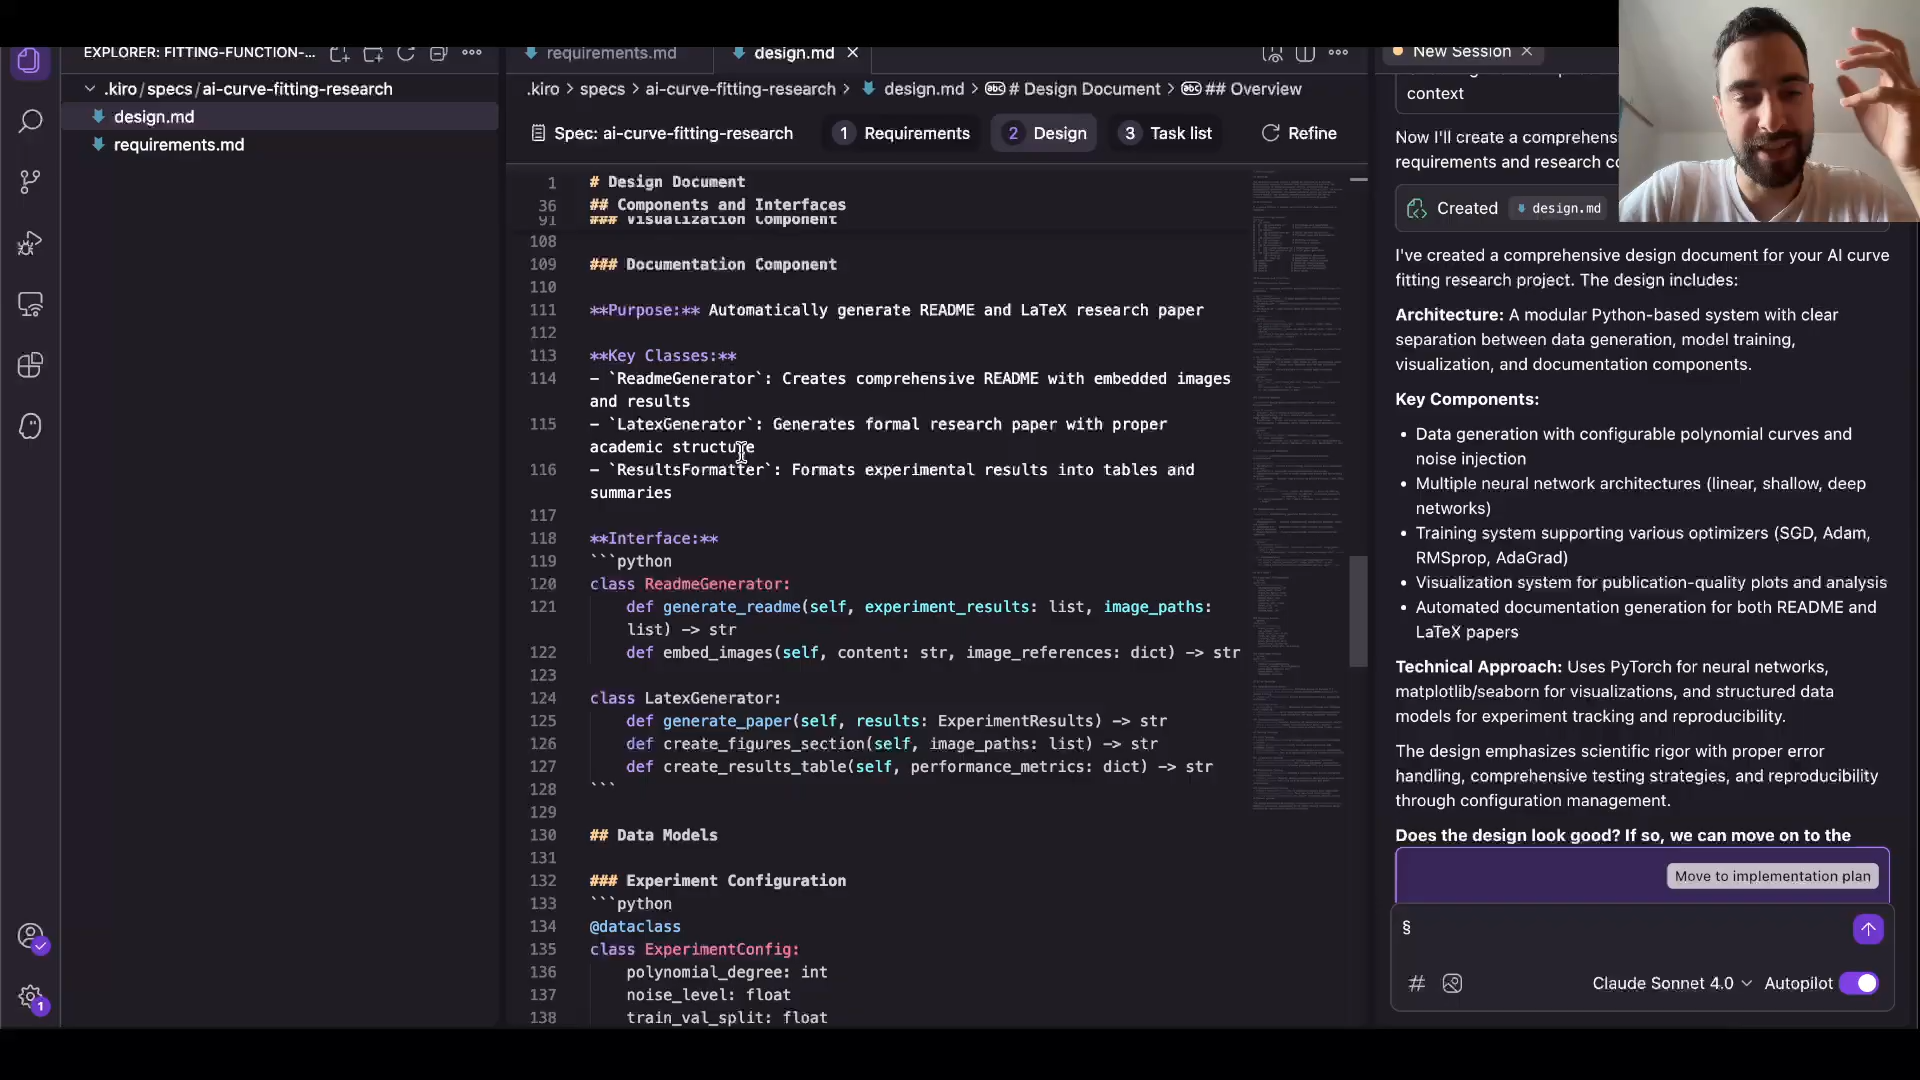 EXPLORER: FITTING-FUNCTION-...
.kiro/specs/ai-curve-fitting-research
design.md
requirements.md
requirements.md
design.md
.kiro > specs > ai-curve-fitting-research > design.md > # Design Document > ## Overview
Spec: ai-curve-fitting-research
1 Requirements
2 Design
3 Task list
Refine
1 # Design Document
36 ## Components and Interfaces
91 ### Visualization Component
108
109 ### Documentation Component
110
111 **Purpose:** Automatically generate README and LaTeX research paper
112
113 **Key Classes:**
114 - `ReadmeGenerator`: Creates comprehensive README with embedded images
and results
115 - `LatexGenerator`: Generates formal research paper with proper
academic structure
116 - `ResultsFormatter`: Formats experimental results into tables and
summaries
117
118 **Interface:**
119 ```python
120 class ReadmeGenerator:
121 def generate_readme(self, experiment_results: list, image_paths:
list) -> str
122 def embed_images(self, content: str, image_references: dict) -> str
123
124 class LatexGenerator:
125 def generate_paper(self, results: ExperimentResults) -> str
126 def create_figures_section(self, image_paths: list) -> str
127 def create_results_table(self, performance_metrics: dict) -> str
128 ```
129
130 ## Data Models
131
132 ### Experiment Configuration
133 ```python
134 @dataclass
135 class ExperimentConfig:
136 polynomial_degree: int
137 noise_level: float
138 train_val_split: float
New Session
context
Now I'll create a comprehens
requirements and research co
Created design.md
I've created a comprehensive design document for your AI curve
fitting research project. The design includes:
Architecture: A modular Python-based system with clear
separation between data generation, model training,
visualization, and documentation components.
Key Components:
• Data generation with configurable polynomial curves and
noise injection
• Multiple neural network architectures (linear, shallow, deep
networks)
• Training system supporting various optimizers (SGD, Adam,
RMSprop, AdaGrad)
• Visualization system for publication-quality plots and analysis
• Automated documentation generation for both README and
LaTeX papers
Technical Approach: Uses PyTorch for neural networks,
matplotlib/seaborn for visualizations, and structured data
models for experiment tracking and reproducibility.
The design emphasizes scientific rigor with proper error
handling, comprehensive testing strategies, and reproducibility
through configuration management.
Does the design look good? If so, we can move on to the
Move to implementation plan
§
Claude Sonnet 4.0
Autopilot
1